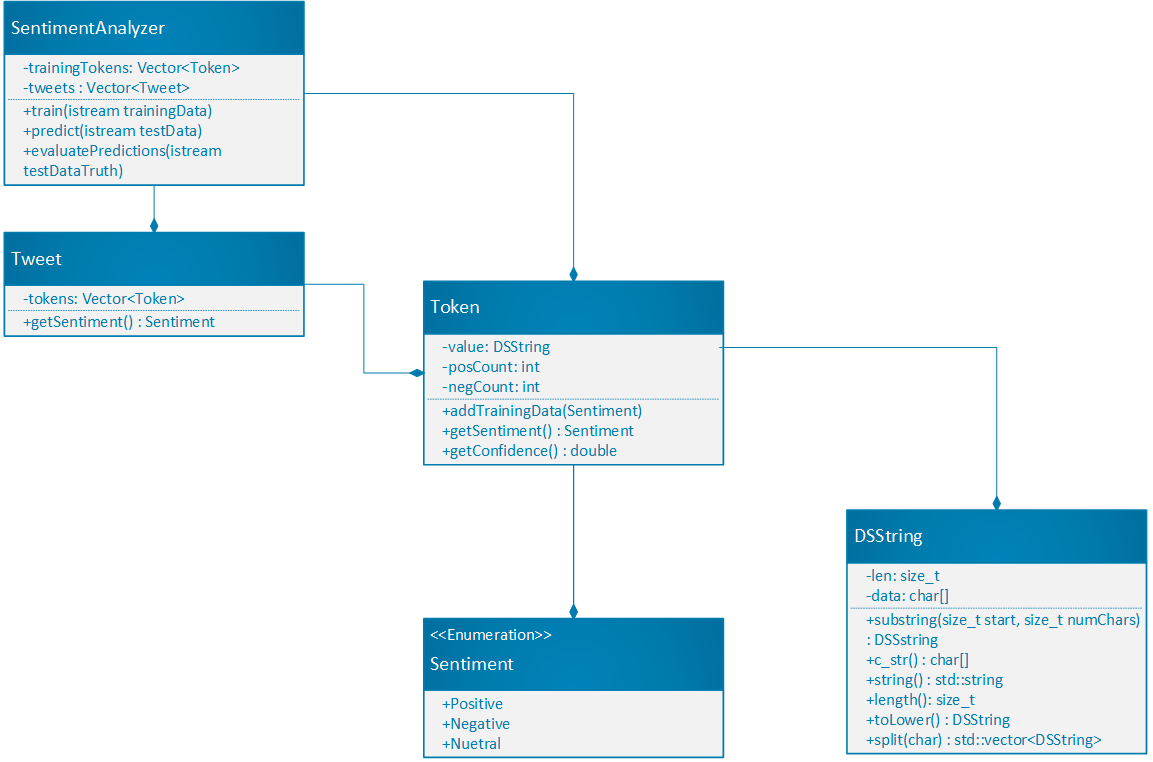 SentimentAnalyzer
-trainingTokens: Vector<Token>
-tweets : Vector<Tweet>
+train(istream trainingData)
+predict(istream testData)
+evaluatePredictions(istream
testDataTruth)
Tweet
-tokens: Vector<Token>
+getSentiment() : Sentiment
Token
-value: DSString
-posCount: int
-negCount: int
+addTrainingData(Sentiment)
+getSentiment() : Sentiment
+getConfidence() : double
<<Enumeration>>
Sentiment
+Positive
+Negative
+Nuetral
DSString
-len: size_t
-data: char[]
+substring(size_t start, size_t numChars)
: DSSstring
+c_str() : char[]
+string() : std::string
+length(): size_t
+toLower() : DSString
+split(char) : std::vector<DSString>